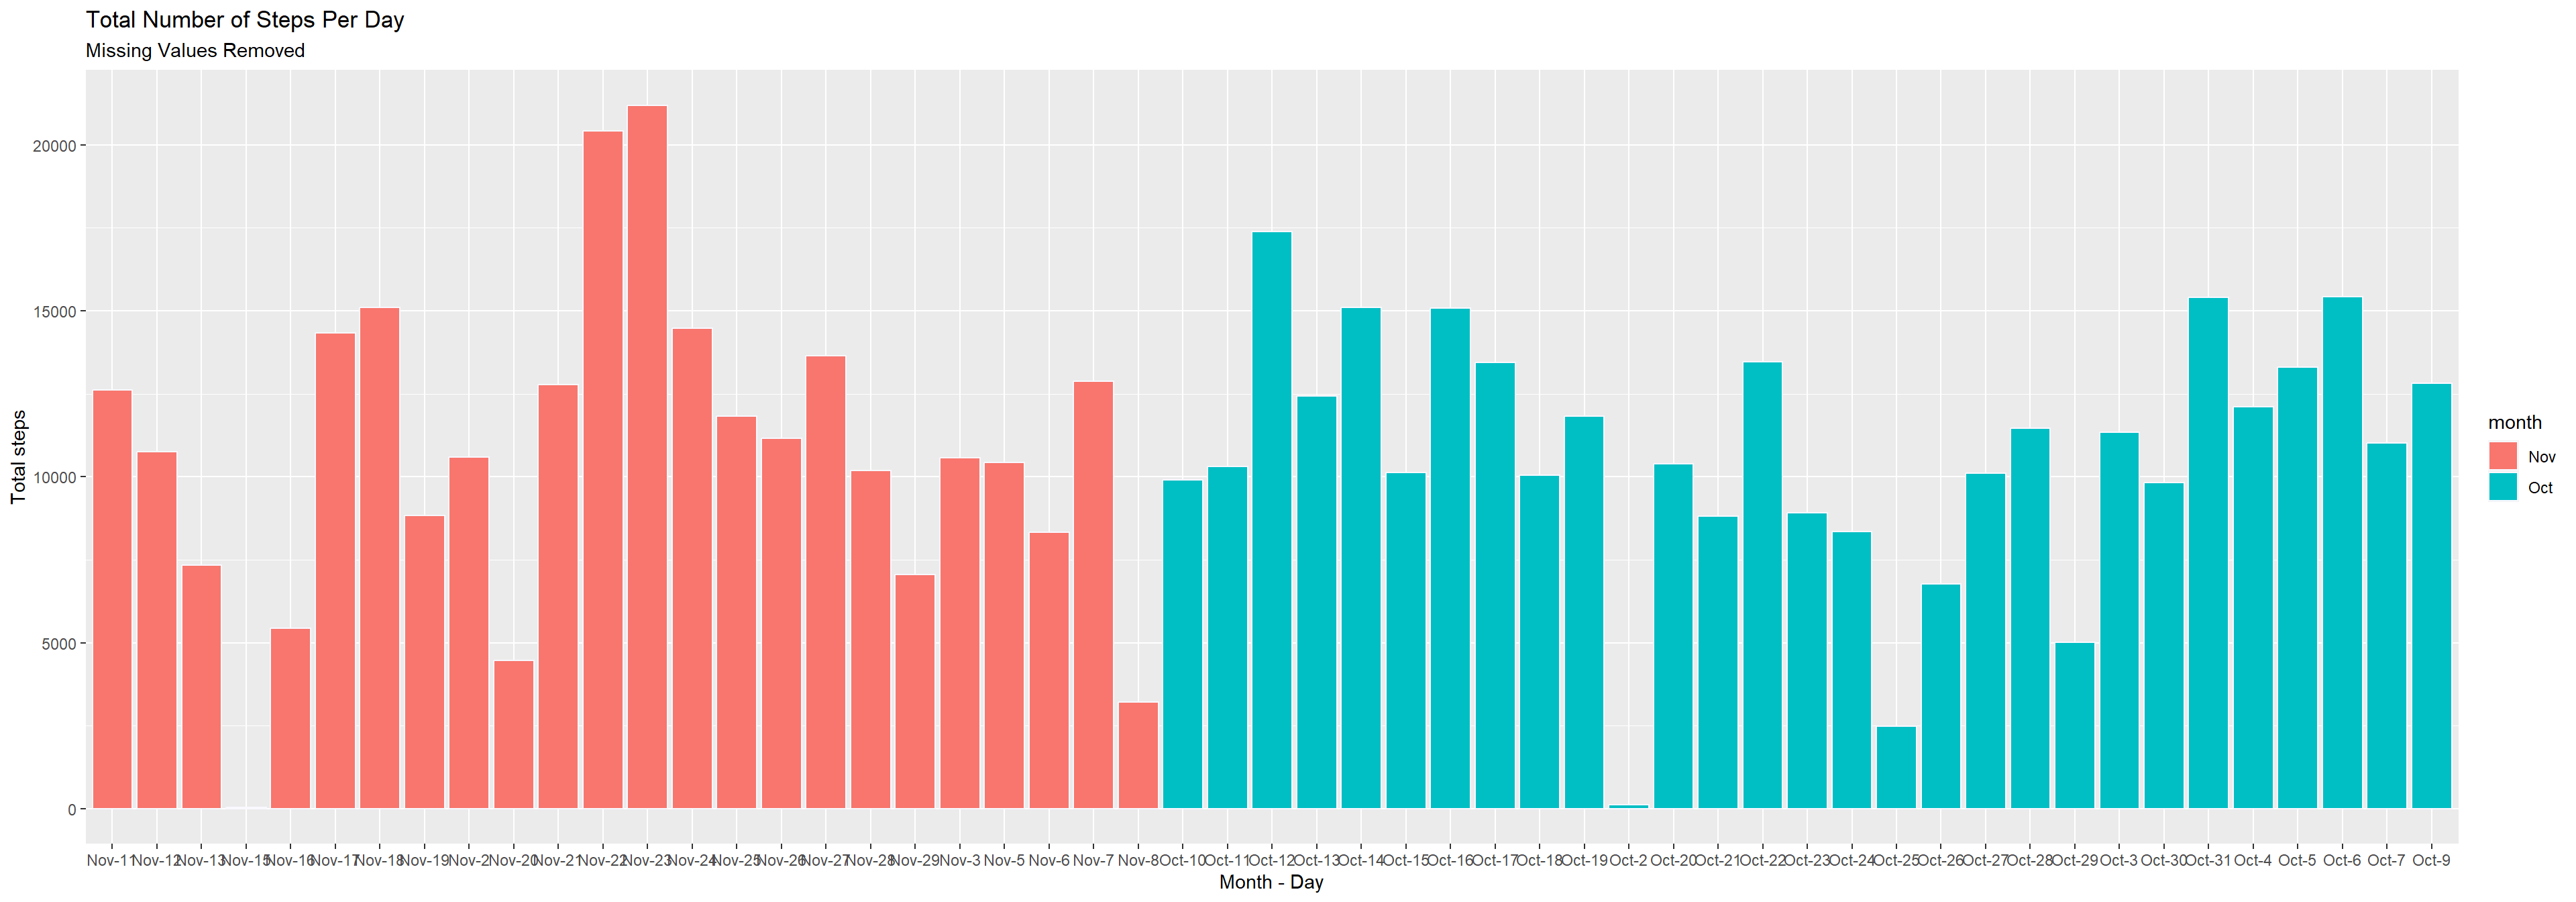 Total Number of Steps Per Day
Missing Values Removed
20000
15000
10000
5000
0
Total steps
Nov-11 Nov-12 Nov-13 Nov-15 Nov-16 Nov-17 Nov-18 Nov-19 Nov-2 Nov-20 Nov-21 Nov-22 Nov-23 Nov-24 Nov-25 Nov-26 Nov-27 Nov-28 Nov-29 Nov-3 Nov-5 Nov-6 Nov-7 Nov-8 Oct-10 Oct-11 Oct-12 Oct-13 Oct-14 Oct-15 Oct-16 Oct-17 Oct-18 Oct-19 Oct-2 Oct-20 Oct-21 Oct-22 Oct-23 Oct-24 Oct-25 Oct-26 Oct-27 Oct-28 Oct-29 Oct-3 Oct-30 Oct-31 Oct-4 Oct-5 Oct-6 Oct-7 Oct-9
Month - Day
month
Nov
Oct